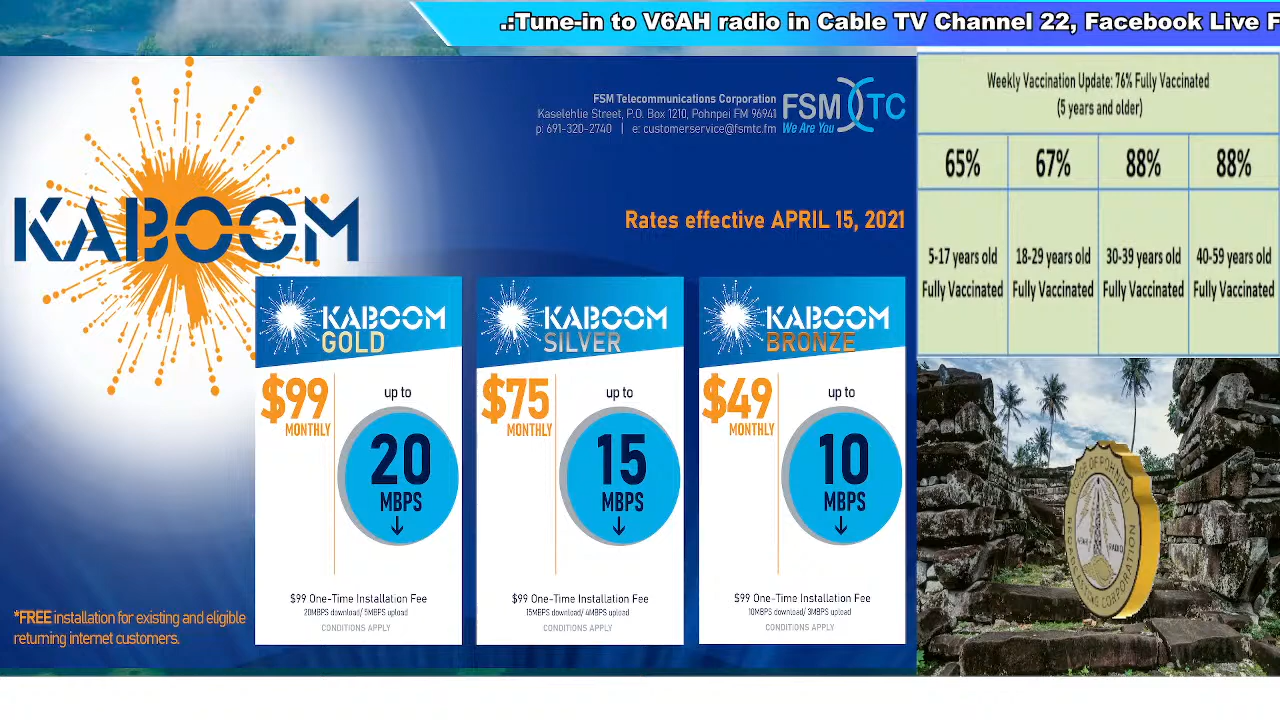 .:Tune-in to V6AH radio in Cable TV Channel 22, Facebook Live F
FSM Telecommunications Corporation
Kaselehlie Street, P.O. Box 1210, Pohnpei FM 96941
p: 691-320-2740 | e: customerservice@fsmtc.fm
FSM TC
We Are You
KABOOM
Rates effective APRIL 15, 2021
KABOOM
GOLD
$99
MONTHLY
up to
20
MBPS
$99 One-Time Installation Fee
20MBPS download/ 5MBPS upload
CONDITIONS APPLY
KABOOM
SILVER
$75
MONTHLY
up to
15
MBPS
$99 One-Time Installation Fee
15MBPS download/ 4MBPS upload
CONDITIONS APPLY
KABOOM
BRONZE
$49
MONTHLY
up to
10
MBPS
$99 One-Time Installation Fee
10MBPS download/ 3MBPS upload
CONDITIONS APPLY
*FREE installation for existing and eligible
returning internet customers.
Weekly Vaccination Update: 76% Fully Vaccinated
(5 years and older)
65% 67% 88% 88%
5-17 years old 18-29 years old 30-39 years old 40-59 years old
Fully Vaccinated Fully Vaccinated Fully Vaccinated Fully Vaccinated
OF POHNPEI
RADIO
BROADCASTING CORPORATION